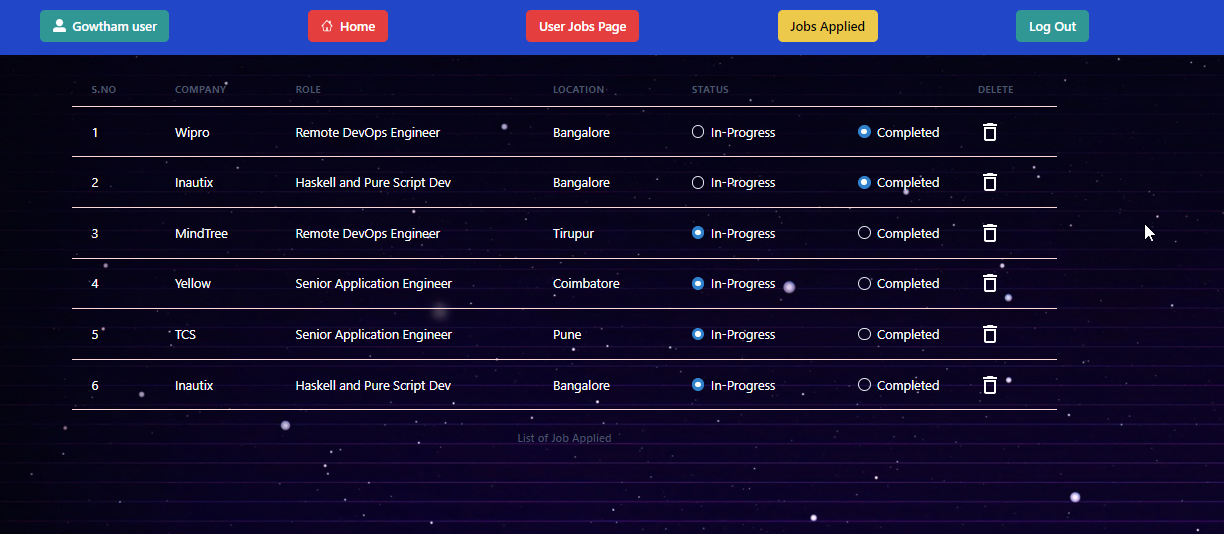 Gowtham user Home User Jobs Page Jobs Applied Log Out
S.NO COMPANY ROLE LOCATION STATUS DELETE
1 Wipro Remote DevOps Engineer Bangalore In-Progress Completed
2 Inautix Haskell and Pure Script Dev Bangalore In-Progress Completed
3 MindTree Remote DevOps Engineer Tirupur In-Progress Completed
4 Yellow Senior Application Engineer Coimbatore In-Progress Completed
5 TCS Senior Application Engineer Pune In-Progress Completed
6 Inautix Haskell and Pure Script Dev Bangalore In-Progress Completed
List of Job Applied